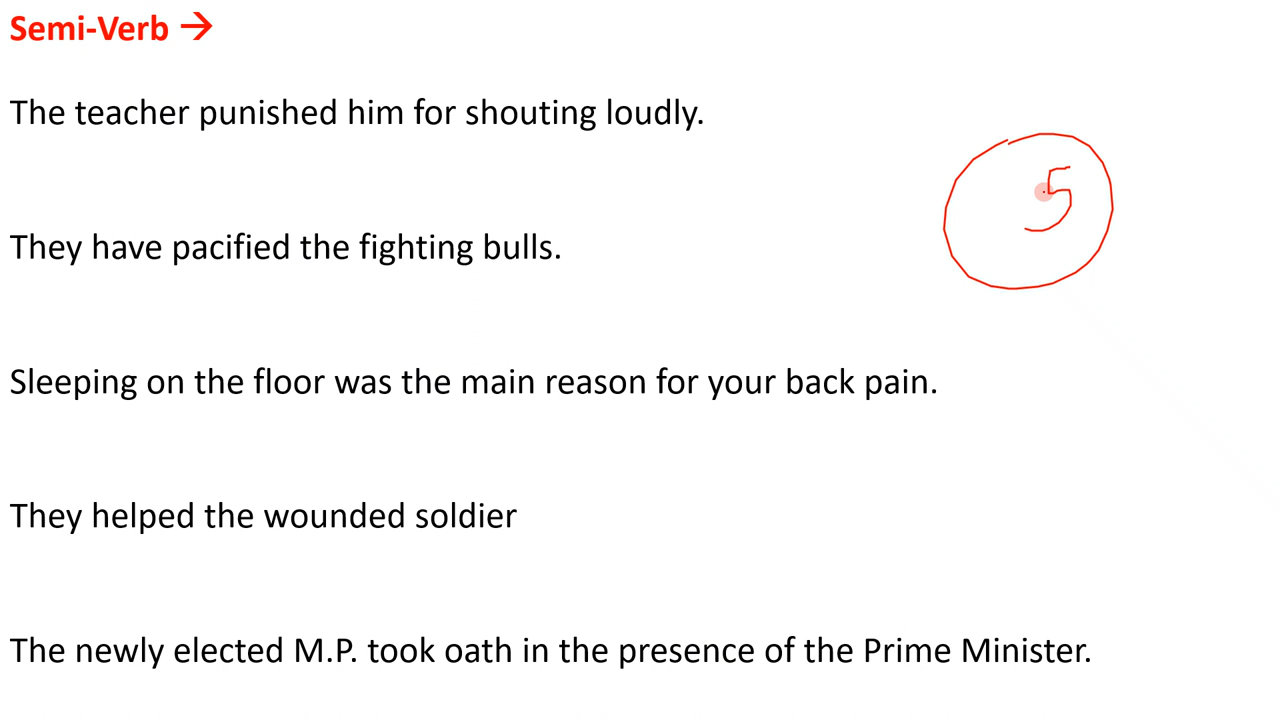 Semi-Verb →
The teacher punished him for shouting loudly.
5
They have pacified the fighting bulls.
Sleeping on the floor was the main reason for your back pain.
They helped the wounded soldier
The newly elected M.P. took oath in the presence of the Prime Minister.